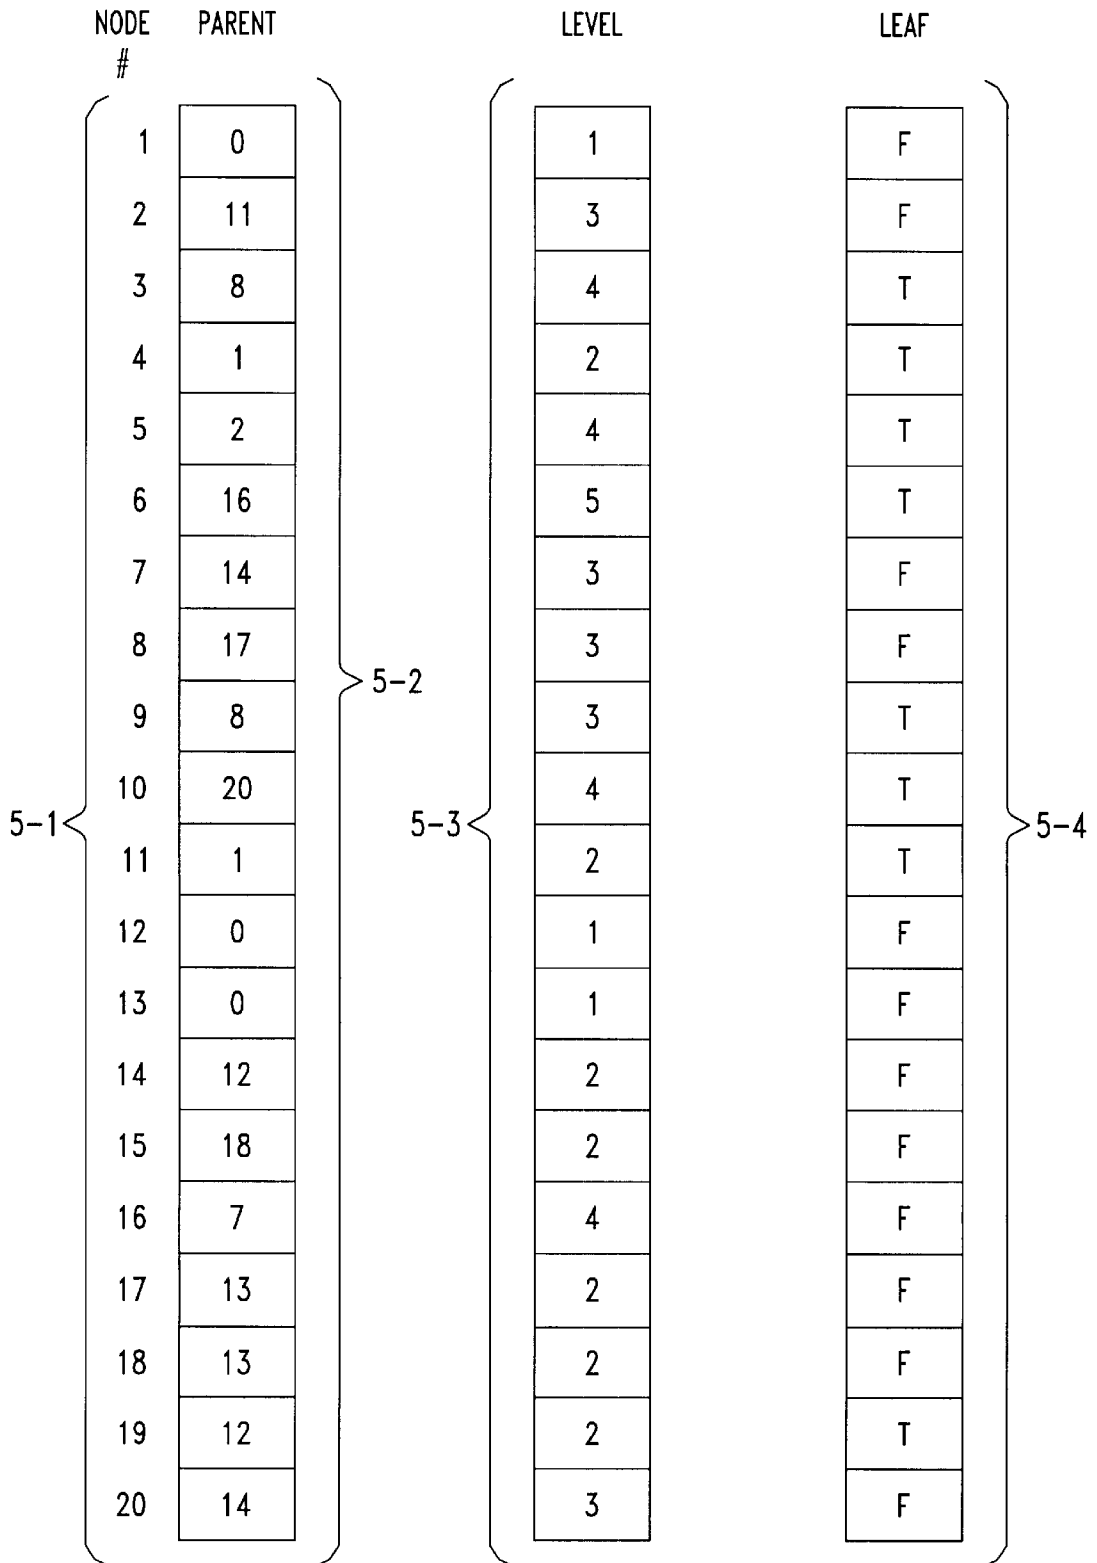 NODE # PARENT LEVEL LEAF
1 0 1 F
2 11 3 F
3 8 4 T
4 1 2 T
5 2 4 T
6 16 5 T
7 14 3 F
8 17 3 F
5-2
9 8 3 T
10 20 4 T
5-1 5-3 5-4
11 1 2 T
12 0 1 F
13 0 1 F
14 12 2 F
15 18 2 F
16 7 4 F
17 13 2 F
18 13 2 F
19 12 2 T
20 14 3 F